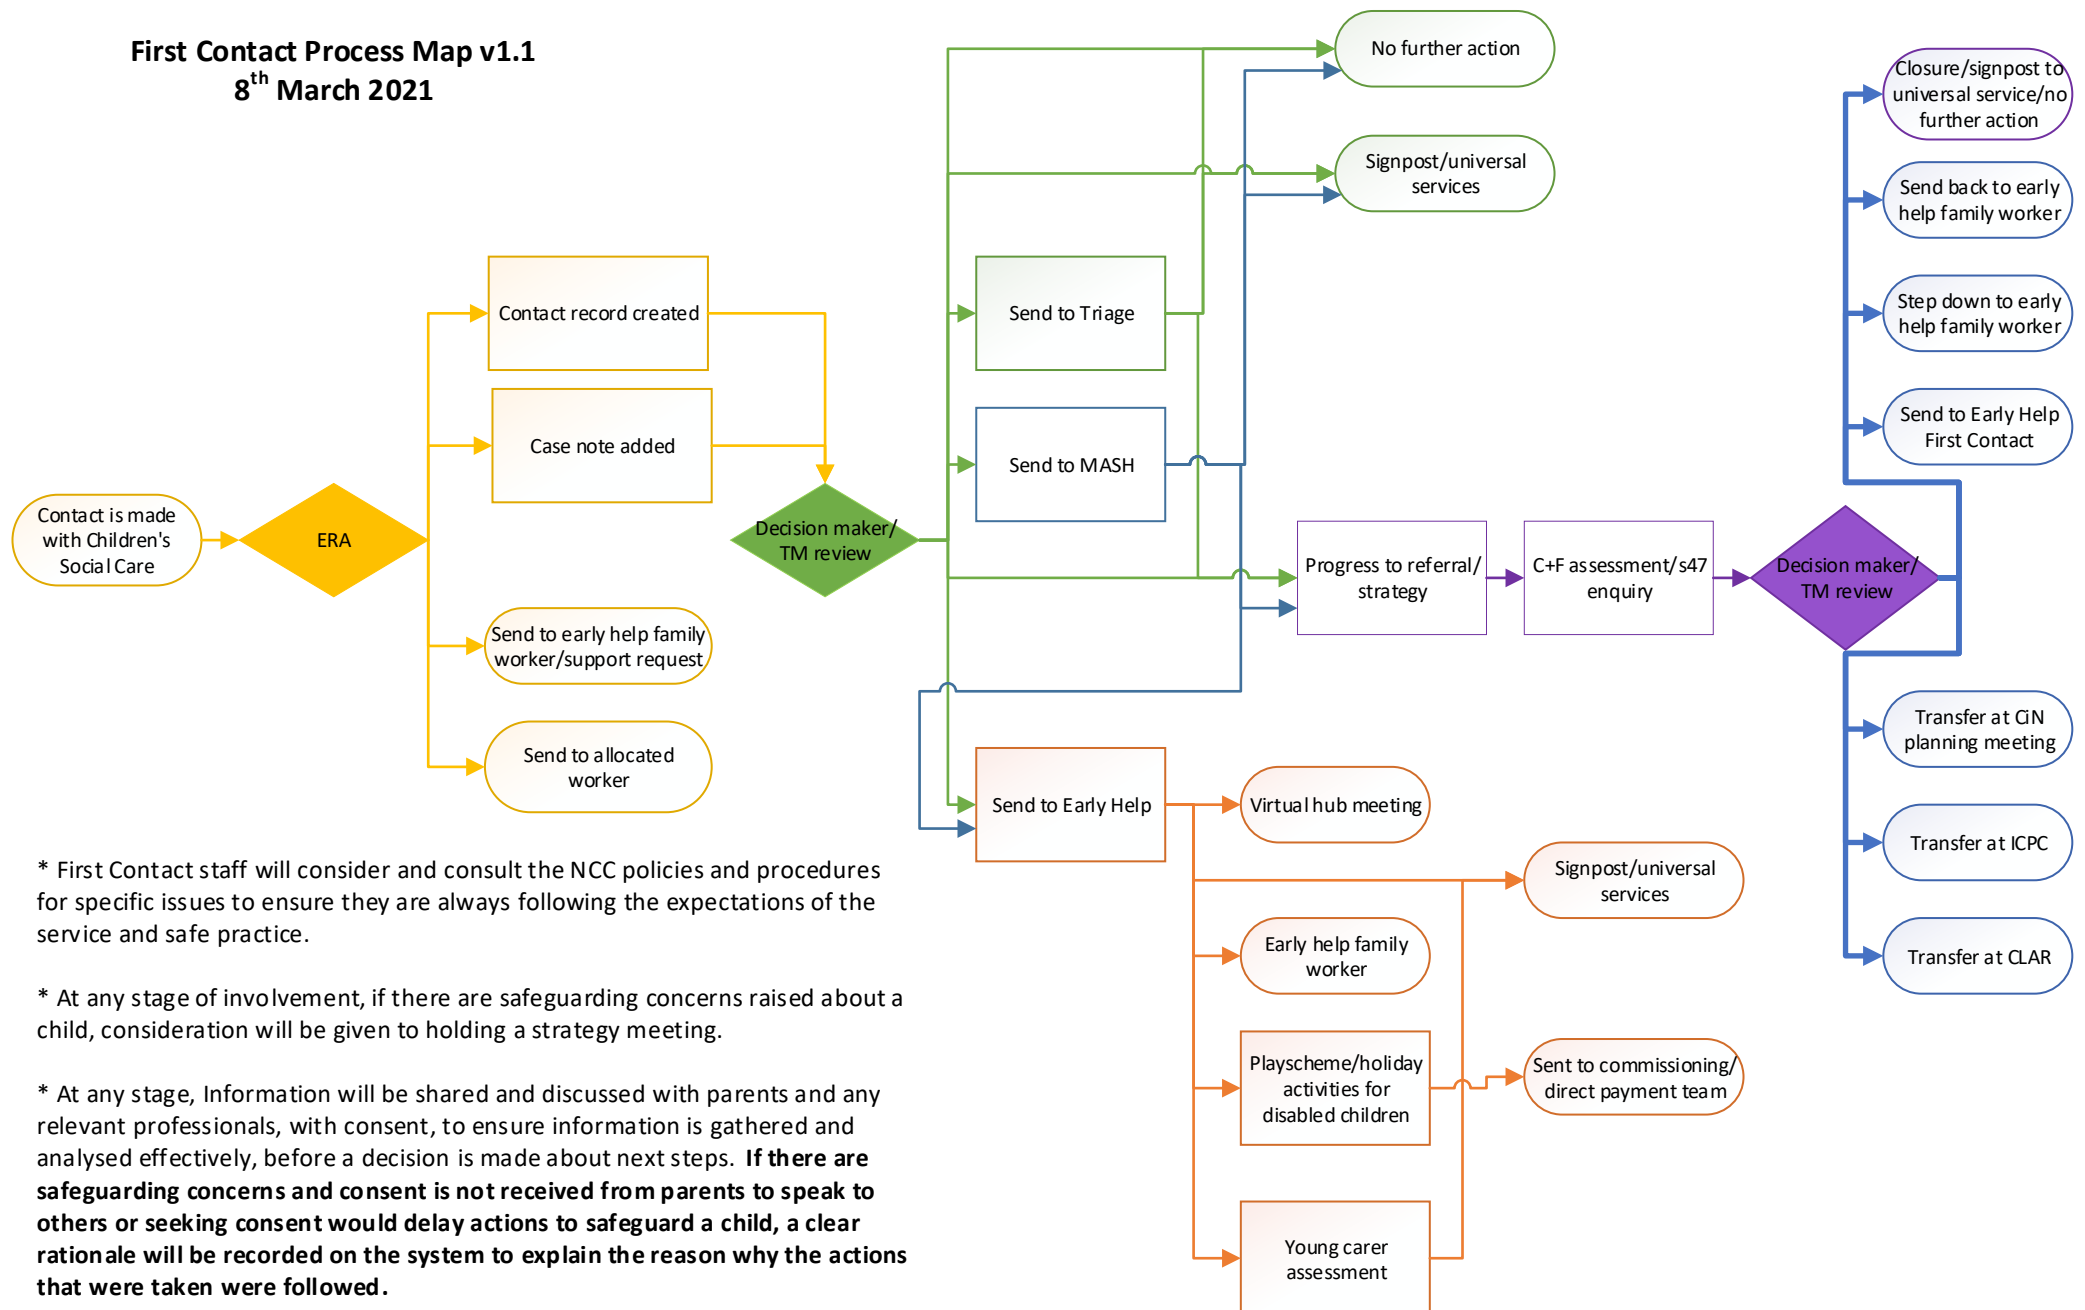 First Contact Process Map v1.1
8th March 2021
Contact is made
with Children's
Social Care
ERA
Contact record created
Case note added
Send to early help family
worker/support request
Send to allocated
worker
Decision maker/
TM review
No further action
Signpost/universal
services
Send to Triage
Send to MASH
Progress to referral/
strategy
C+F assessment/s47
enquiry
Decision maker/
TM review
Closure/signpost to
universal service/no
further action
Send back to early
help family worker
Step down to early
help family worker
Send to Early Help
First Contact
Transfer at CiN
planning meeting
Transfer at ICPC
Transfer at CLAR
Send to Early Help
Virtual hub meeting
Signpost/universal
services
Early help family
worker
Playscheme/holiday
activities for
disabled children
Sent to commissioning/
direct payment team
Young carer
assessment
* First Contact staff will consider and consult the NCC policies and procedures
for specific issues to ensure they are always following the expectations of the
service and safe practice.
* At any stage of involvement, if there are safeguarding concerns raised about a
child, consideration will be given to holding a strategy meeting.
* At any stage, Information will be shared and discussed with parents and any
relevant professionals, with consent, to ensure information is gathered and
analysed effectively, before a decision is made about next steps. If there are
safeguarding concerns and consent is not received from parents to speak to
others or seeking consent would delay actions to safeguard a child, a clear
rationale will be recorded on the system to explain the reason why the actions
that were taken were followed.